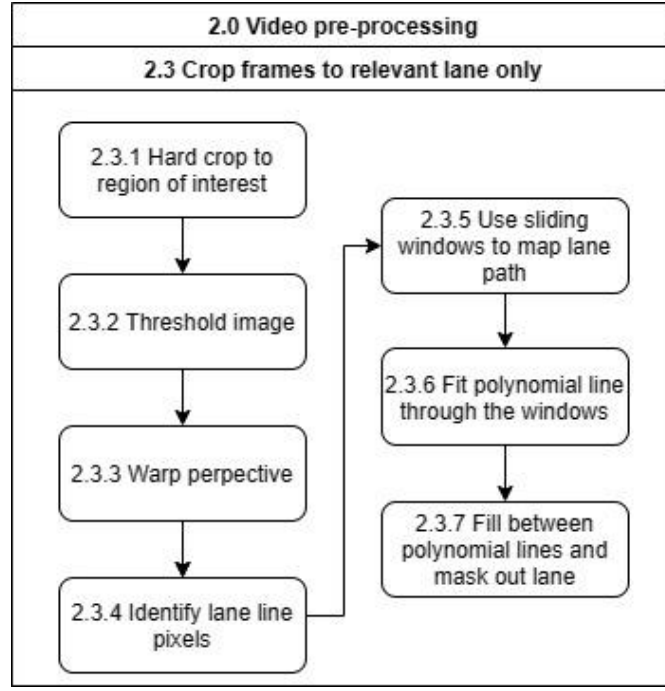 2.0 Video pre-processing
2.3 Crop frames to relevant lane only
2.3.1 Hard crop to
region of interest
2.3.2 Threshold image
2.3.3 Warp perpective
2.3.4 Identify lane line
pixels
2.3.5 Use sliding
windows to map lane
path
2.3.6 Fit polynomial line
through the windows
2.3.7 Fill between
polynomial lines and
mask out lane